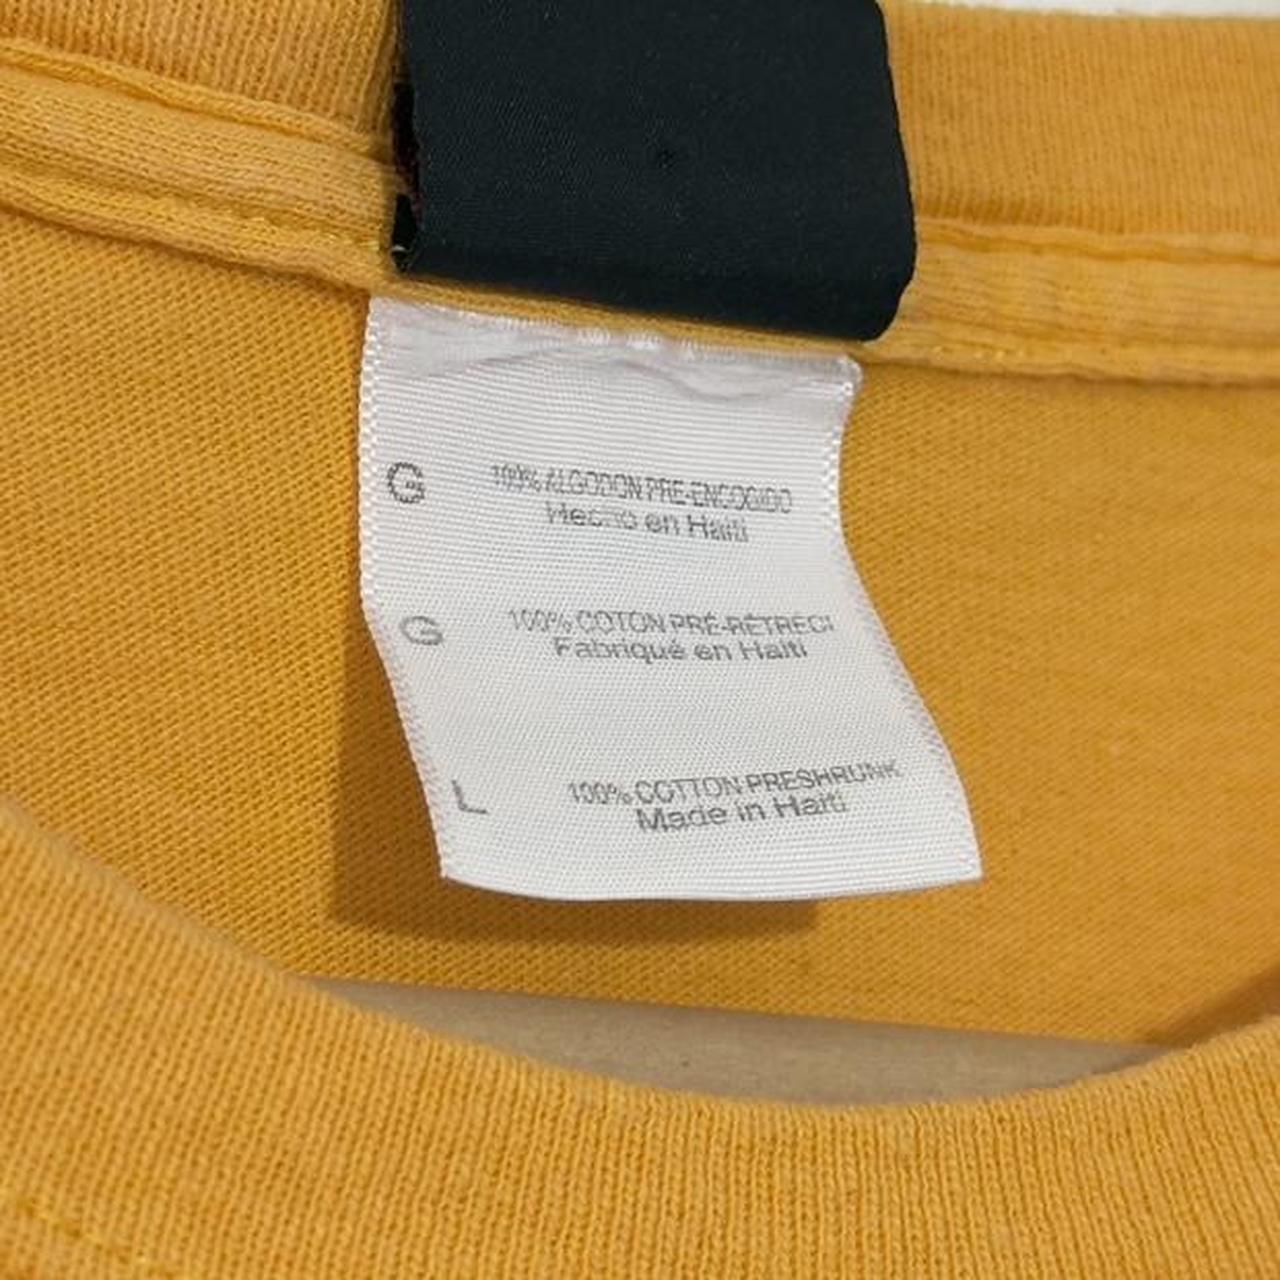 G 100% ALGODON PRE-ENCOGIDO
Hecho en Haiti
G 100% COTON PRÉ-RÉTRÉCI
Fabriqué en Haiti
L 100% COTTON PRESHRUNK
Made in Haiti